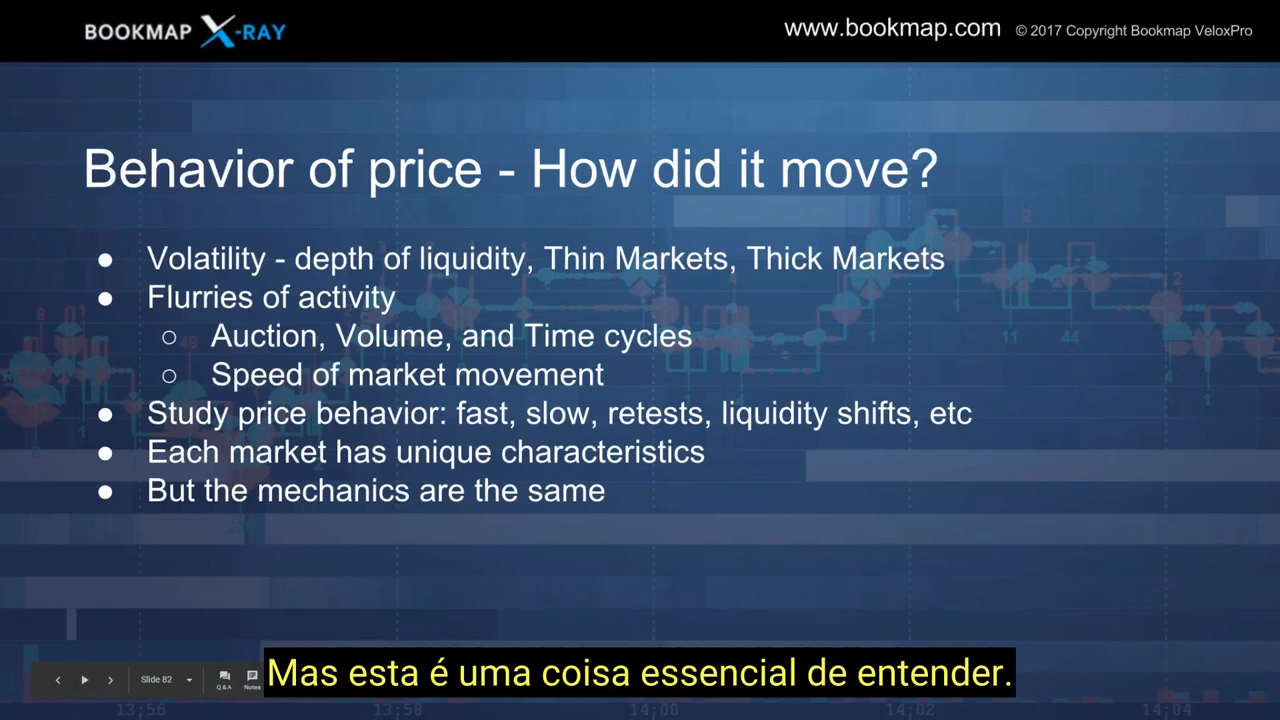 BOOKMAP X-RAY
www.bookmap.com © 2017 Copyright Bookmap VeloxPro
Behavior of price - How did it move?
● Volatility - depth of liquidity, Thin Markets, Thick Markets
● Flurries of activity
○ Auction, Volume, and Time cycles
○ Speed of market movement
● Study price behavior: fast, slow, retests, liquidity shifts, etc
● Each market has unique characteristics
● But the mechanics are the same
Slide 82
Q & A
Notes
Mas esta é uma coisa essencial de entender.
13:56 13:58 14:00 14:02 14:04